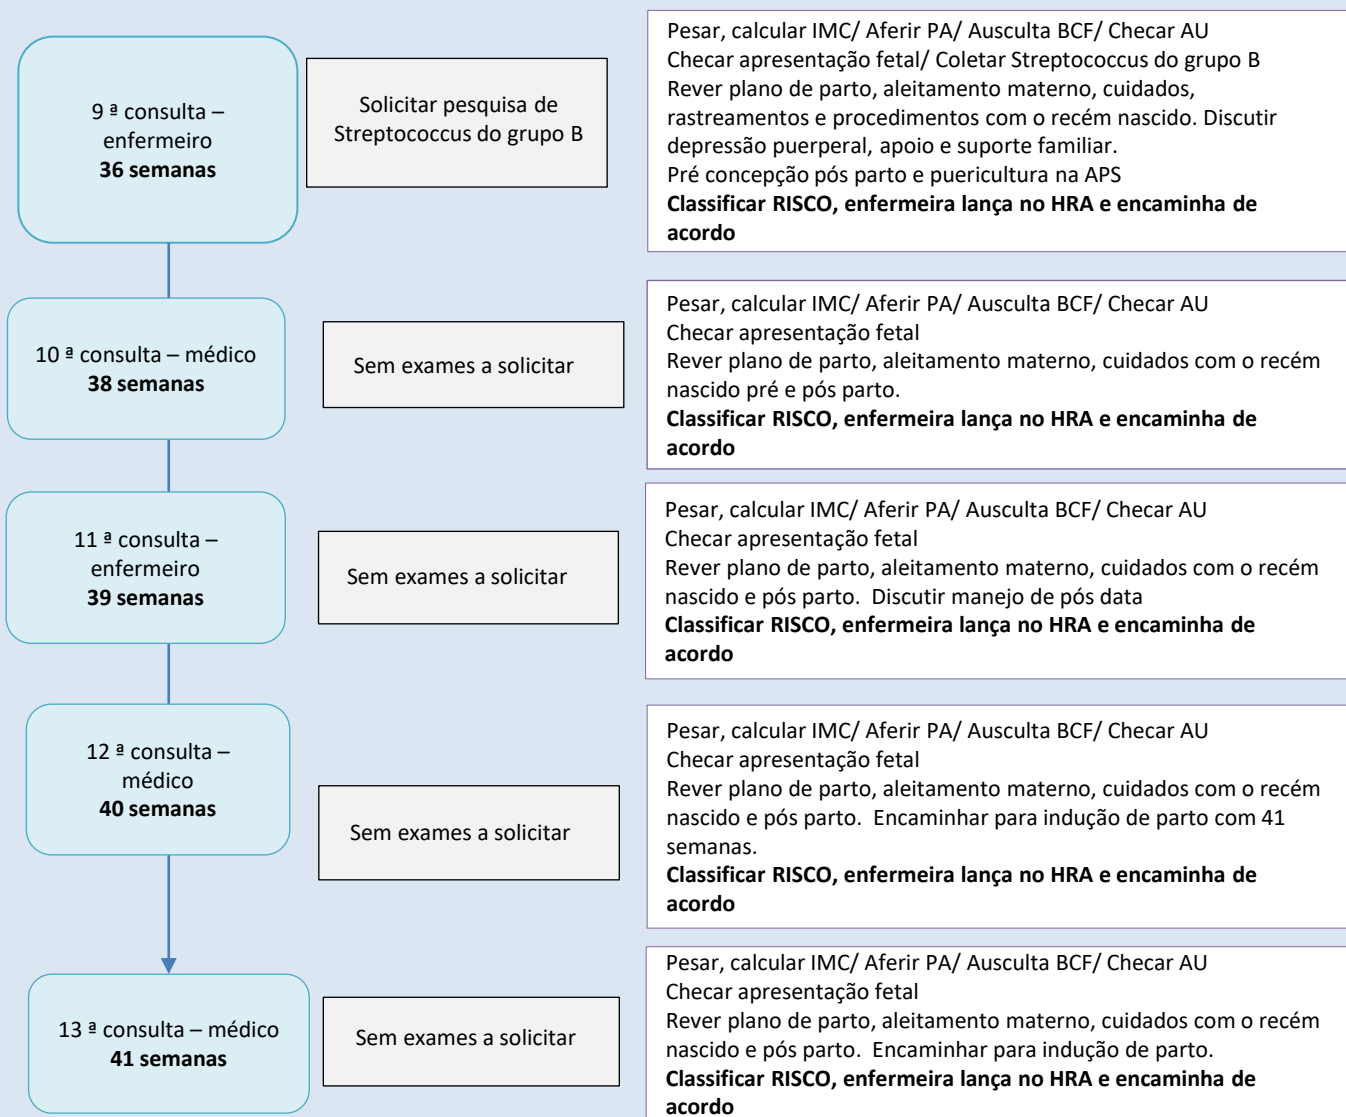 9 ª consulta –
enfermeiro
36 semanas
Solicitar pesquisa de
Streptococcus do grupo B
Pesar, calcular IMC/ Aferir PA/ Ausculta BCF/ Checar AU
Checar apresentação fetal/ Coletar Streptococcus do grupo B
Rever plano de parto, aleitamento materno, cuidados,
rastreamentos e procedimentos com o recém nascido. Discutir
depressão puerperal, apoio e suporte familiar.
Pré concepção pós parto e puericultura na APS
Classificar RISCO, enfermeira lança no HRA e encaminha de
acordo
10 ª consulta – médico
38 semanas
Sem exames a solicitar
Pesar, calcular IMC/ Aferir PA/ Ausculta BCF/ Checar AU
Checar apresentação fetal
Rever plano de parto, aleitamento materno, cuidados com o recém
nascido pré e pós parto.
Classificar RISCO, enfermeira lança no HRA e encaminha de
acordo
11 ª consulta –
enfermeiro
39 semanas
Sem exames a solicitar
Pesar, calcular IMC/ Aferir PA/ Ausculta BCF/ Checar AU
Checar apresentação fetal
Rever plano de parto, aleitamento materno, cuidados com o recém
nascido e pós parto.  Discutir manejo de pós data
Classificar RISCO, enfermeira lança no HRA e encaminha de
acordo
12 ª consulta –
médico
40 semanas
Sem exames a solicitar
Pesar, calcular IMC/ Aferir PA/ Ausculta BCF/ Checar AU
Checar apresentação fetal
Rever plano de parto, aleitamento materno, cuidados com o recém
nascido e pós parto.  Encaminhar para indução de parto com 41
semanas.
Classificar RISCO, enfermeira lança no HRA e encaminha de
acordo
13 ª consulta – médico
41 semanas
Sem exames a solicitar
Pesar, calcular IMC/ Aferir PA/ Ausculta BCF/ Checar AU
Checar apresentação fetal
Rever plano de parto, aleitamento materno, cuidados com o recém
nascido e pós parto.  Encaminhar para indução de parto.
Classificar RISCO, enfermeira lança no HRA e encaminha de
acordo